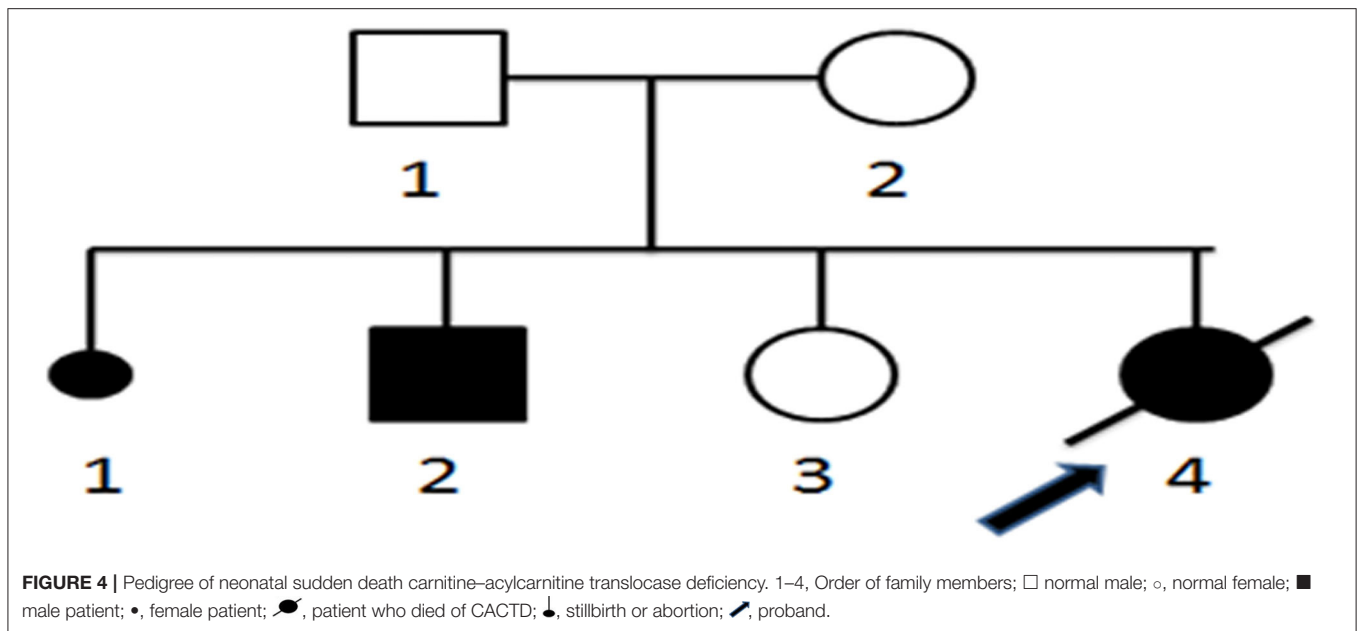 1 2
1 2 3 4
FIGURE 4 | Pedigree of neonatal sudden death carnitine–acylcarnitine translocase deficiency. 1–4, Order of family members; □ normal male; ○, normal female; ■
male patient; •, female patient; , patient who died of CACTD; , stillbirth or abortion; , proband.